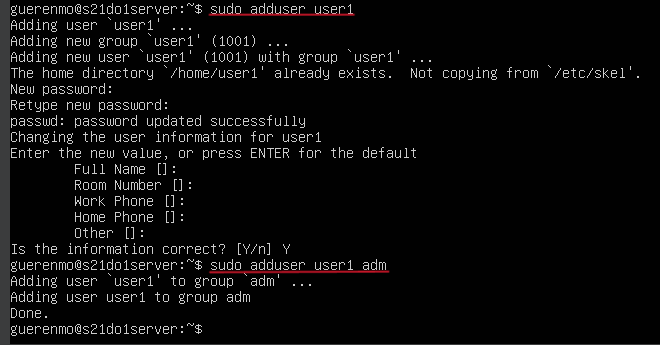 guerenmo@s21do1server:~$ sudo adduser user1
Adding user `user1' ...
Adding new group `user1' (1001) ...
Adding new user `user1' (1001) with group `user1' ...
The home directory `/home/user1' already exists.  Not copying from `/etc/skel'.
New password:
Retype new password:
passwd: password updated successfully
Changing the user information for user1
Enter the new value, or press ENTER for the default
        Full Name []:
        Room Number []:
        Work Phone []:
        Home Phone []:
        Other []:
Is the information correct? [Y/n] Y
guerenmo@s21do1server:~$ sudo adduser user1 adm
Adding user `user1' to group `adm' ...
Adding user user1 to group adm
Done.
guerenmo@s21do1server:~$